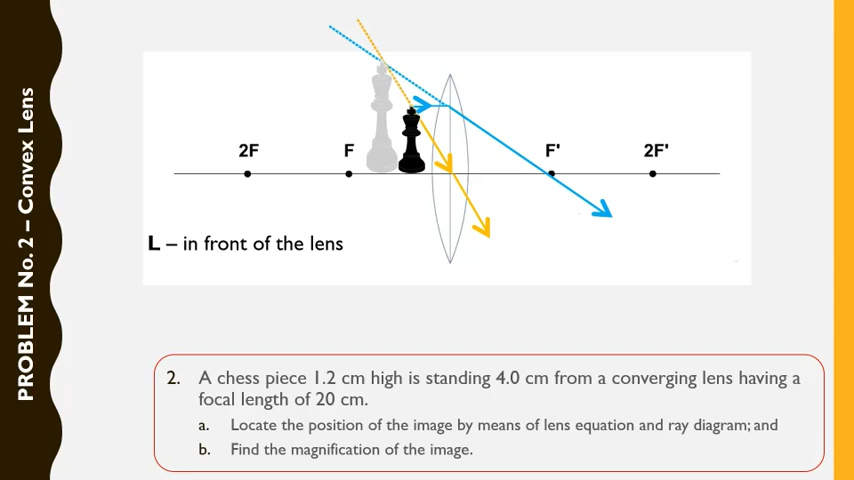 PROBLEM No. 2 – Convex Lens
2F
F
F'
2F'
L – in front of the lens
2. A chess piece 1.2 cm high is standing 4.0 cm from a converging lens having a
focal length of 20 cm.
a. Locate the position of the image by means of lens equation and ray diagram; and
b. Find the magnification of the image.